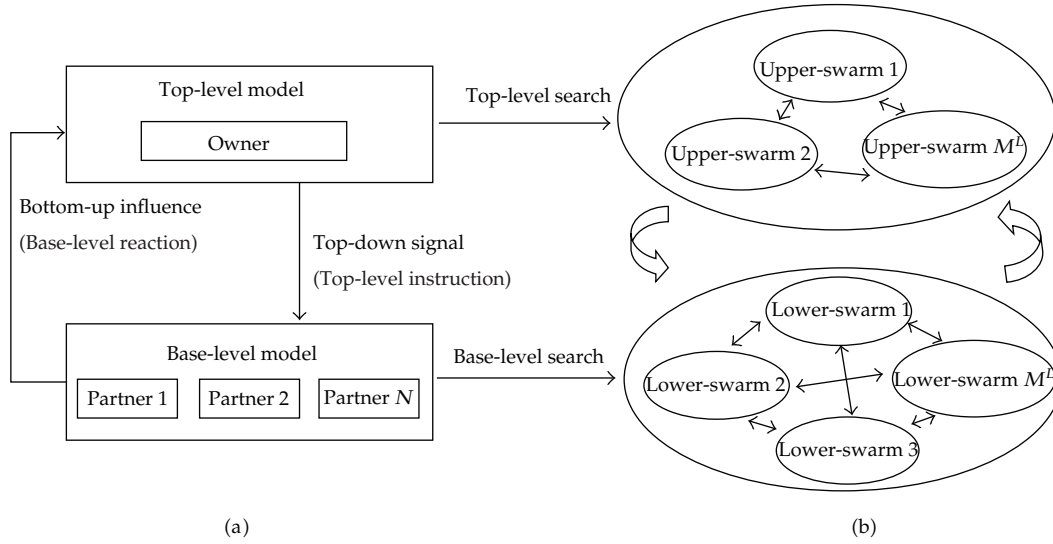 Top-level model
Owner
Top-level search
Upper-swarm 1
Upper-swarm 2
Upper-swarm M^L
Bottom-up influence
(Base-level reaction)
Top-down signal
(Top-level instruction)
Base-level model
Partner 1
Partner 2
Partner N
Base-level search
Lower-swarm 1
Lower-swarm 2
Lower-swarm M^L
Lower-swarm 3
(a)
(b)